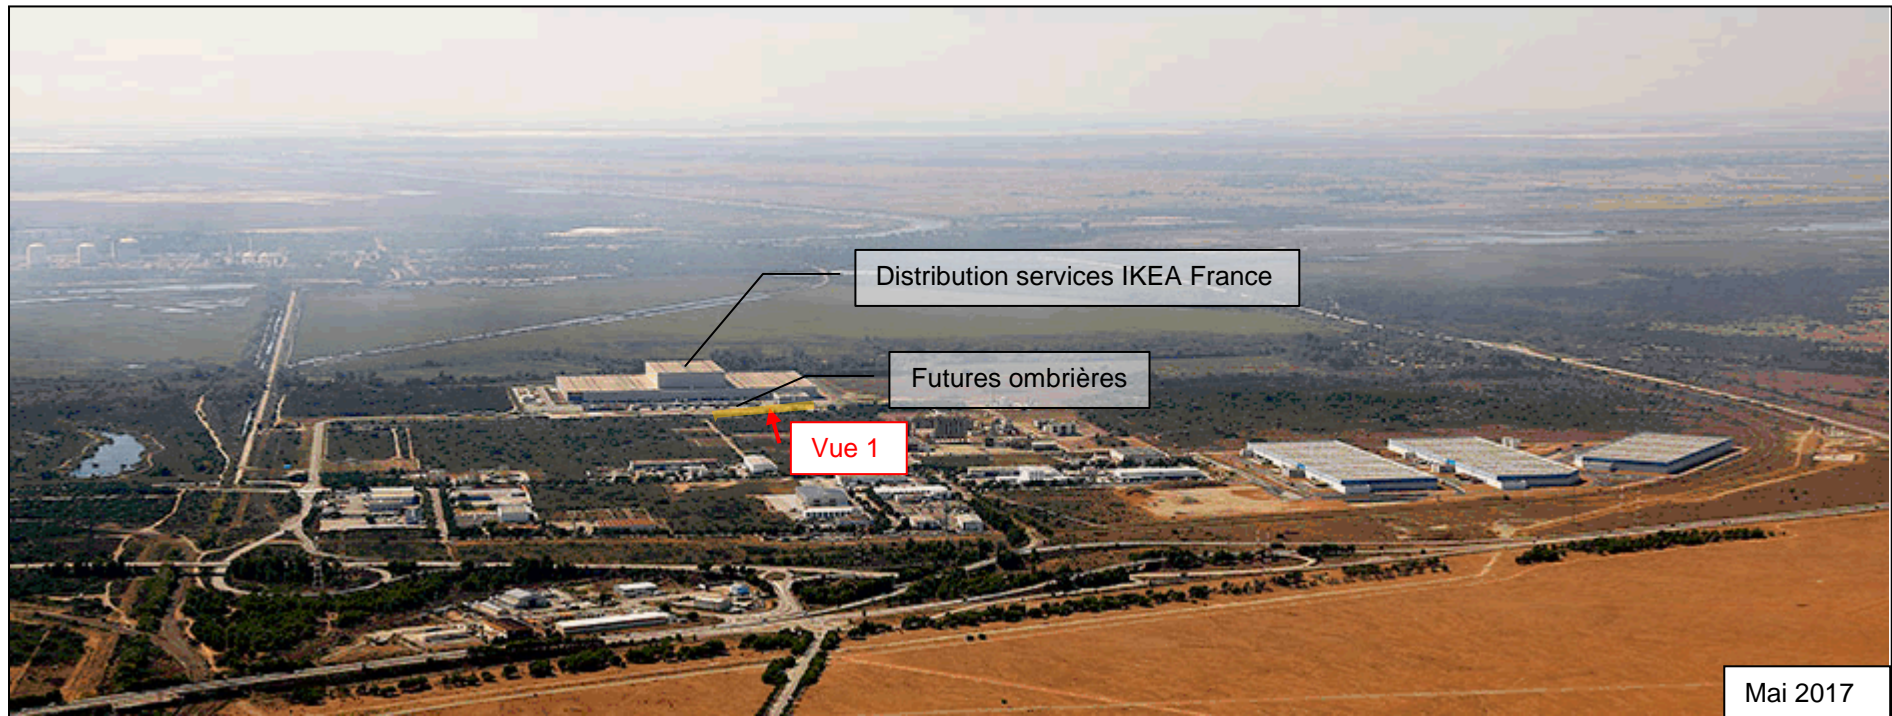 Distribution services IKEA France
Futures ombrières
Vue 1
Mai 2017